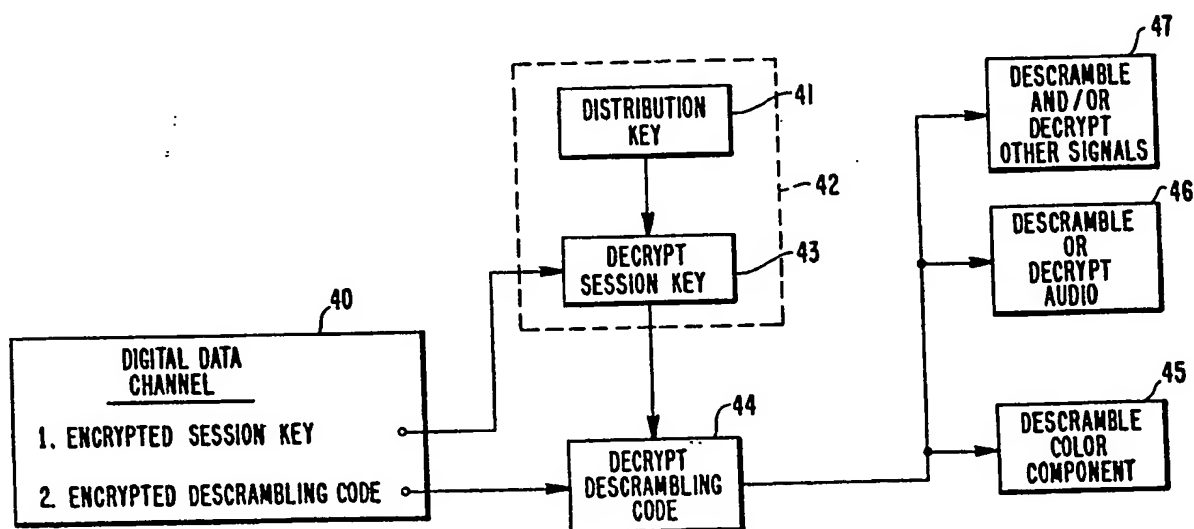 47
DESCRAMBLE
AND/OR
DECRYPT
OTHER SIGNALS
41
DISTRIBUTION
KEY
42
46
DESCRAMBLE
OR
DECRYPT
AUDIO
43
DECRYPT
SESSION KEY
40
DIGITAL DATA
CHANNEL
1. ENCRYPTED SESSION KEY
2. ENCRYPTED DESCRAMBLING CODE
44
DECRYPT
DESCRAMBLING
CODE
45
DESCRAMBLE
COLOR
COMPONENT